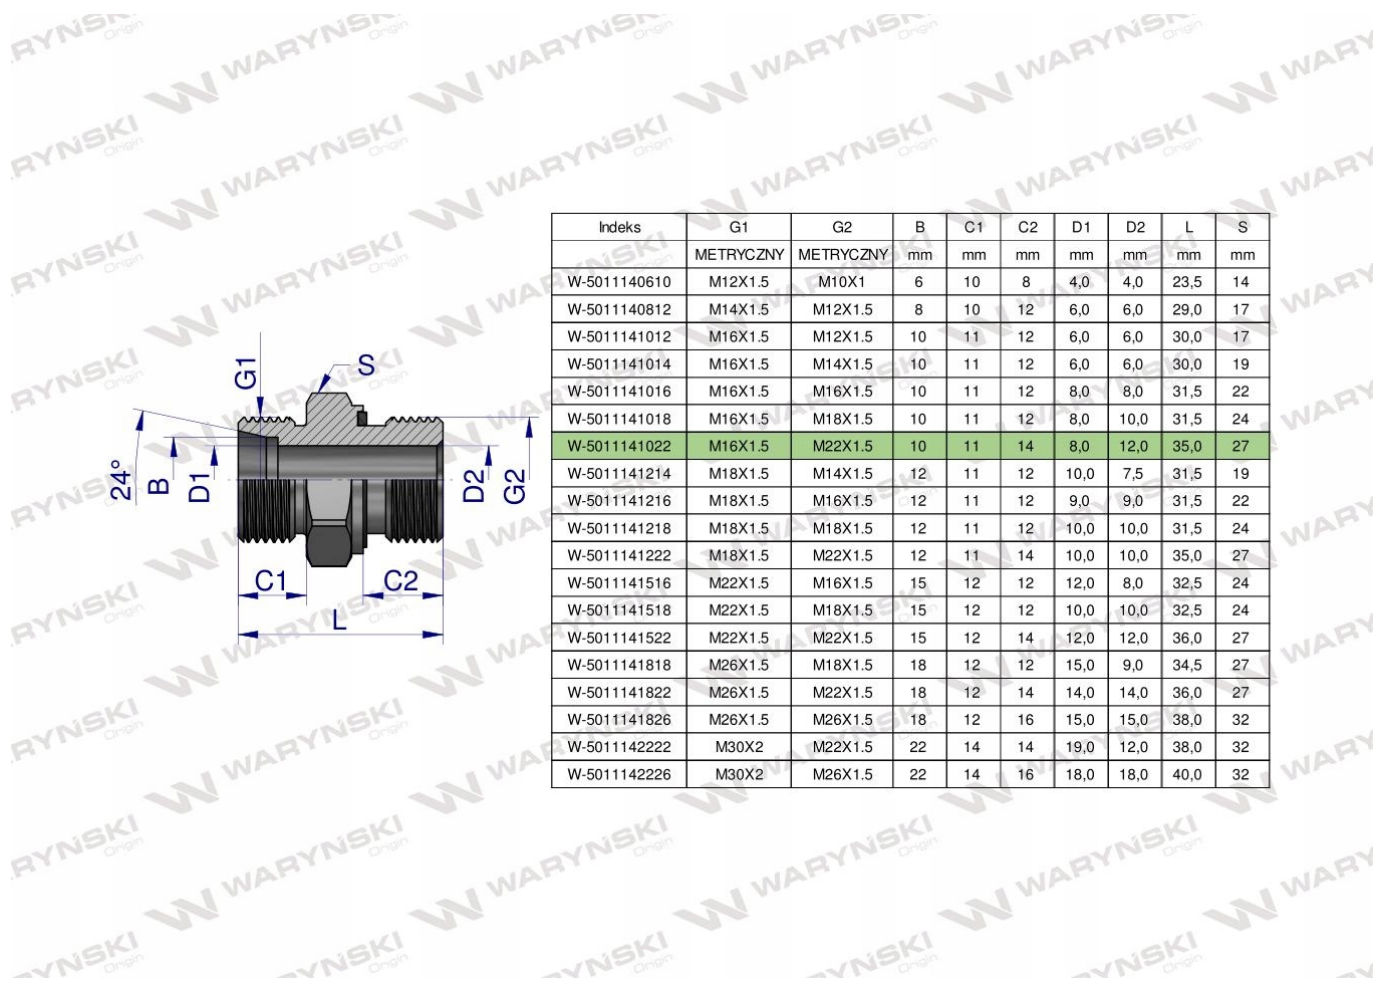 Indeks G1 G2 B C1 C2 D1 D2 L S
METRYCZNY METRYCZNY mm mm mm mm mm mm mm
W-5011140610 M12X1.5 M10X1 6 10 8 4,0 4,0 23,5 14
W-5011140812 M14X1.5 M12X1.5 8 10 12 6,0 6,0 29,0 17
W-5011141012 M16X1.5 M12X1.5 10 11 12 6,0 6,0 30,0 17
W-5011141014 M16X1.5 M14X1.5 10 11 12 6,0 6,0 30,0 19
W-5011141016 M16X1.5 M16X1.5 10 11 12 8,0 8,0 31,5 22
W-5011141018 M16X1.5 M18X1.5 10 11 12 8,0 10,0 31,5 24
W-5011141022 M16X1.5 M22X1.5 10 11 14 8,0 12,0 35,0 27
W-5011141214 M18X1.5 M14X1.5 12 11 12 10,0 7,5 31,5 19
W-5011141216 M18X1.5 M16X1.5 12 11 12 9,0 9,0 31,5 22
W-5011141218 M18X1.5 M18X1.5 12 11 12 10,0 10,0 31,5 24
W-5011141222 M18X1.5 M22X1.5 12 11 14 10,0 10,0 35,0 27
W-5011141516 M22X1.5 M16X1.5 15 12 12 12,0 8,0 32,5 24
W-5011141518 M22X1.5 M18X1.5 15 12 12 10,0 10,0 32,5 24
W-5011141522 M22X1.5 M22X1.5 15 12 14 12,0 12,0 36,0 27
W-5011141818 M26X1.5 M18X1.5 18 12 12 15,0 9,0 34,5 27
W-5011141822 M26X1.5 M22X1.5 18 12 14 14,0 14,0 36,0 27
W-5011141826 M26X1.5 M26X1.5 18 12 16 15,0 15,0 38,0 32
W-5011142222 M30X2 M22X1.5 22 14 14 19,0 12,0 38,0 32
W-5011142226 M30X2 M26X1.5 22 14 16 18,0 18,0 40,0 32
G1
S
24°
B
D1
D2
G2
C1
C2
L
WARYŃSKI
Origin